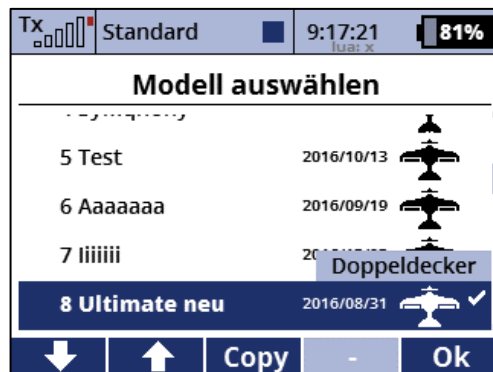 Tx Standard 9:17:21 81%
lua: x
Modell auswählen
5 Test 2016/10/13
6 Aaaaaaa 2016/09/19
7 Iiiiiii
Doppeldecker
8 Ultimate neu 2016/08/31
Copy - Ok